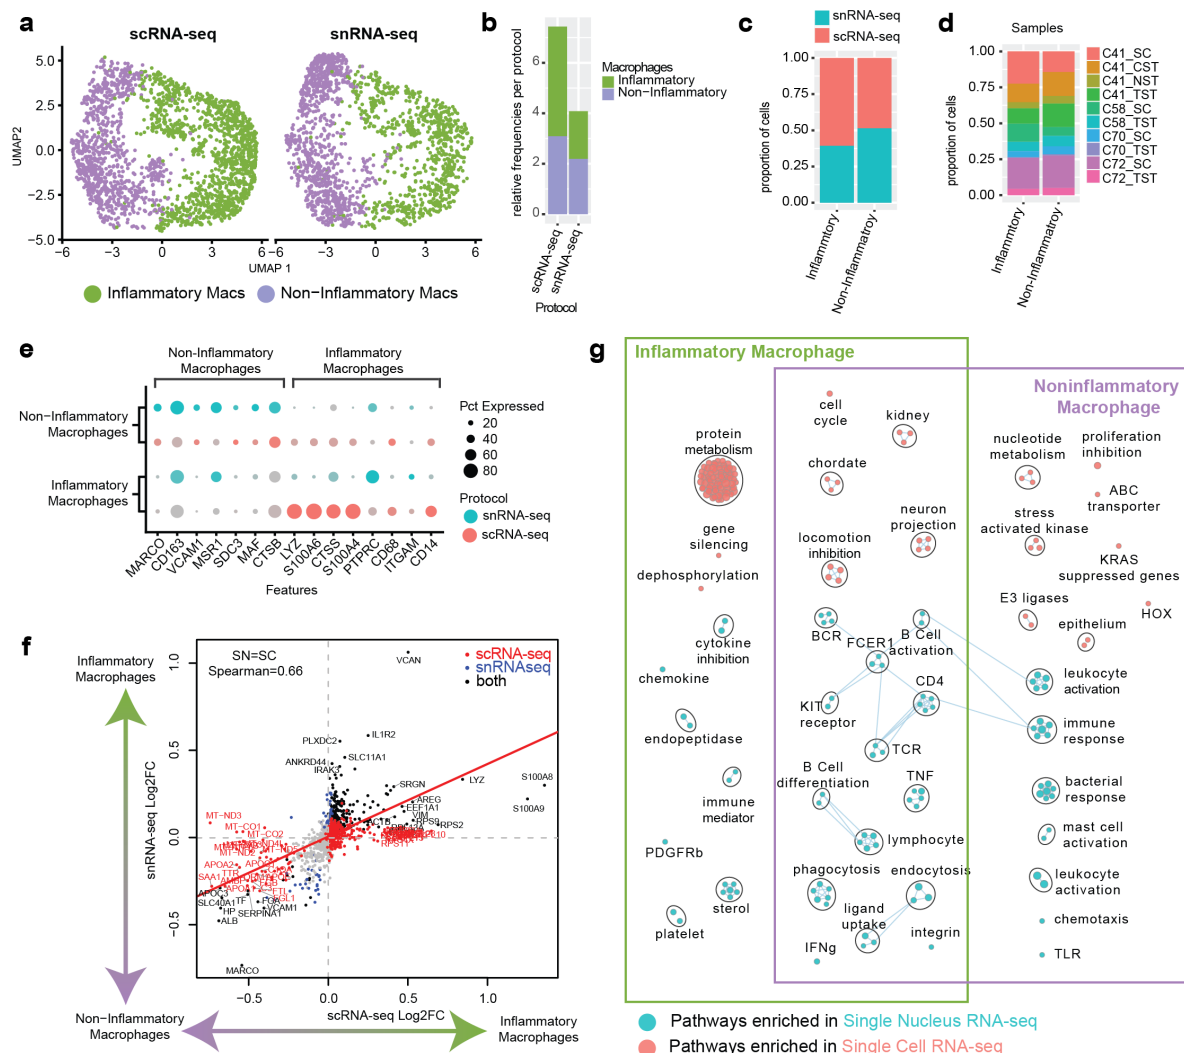 a
scRNA-seq
snRNA-seq
UMAP2
5.0
2.5
0.0
−2.5
−5.0
−6
−3
0
3
6
−6
−3
0
3
6
UMAP 1
Inflammatory Macs
Non−Inflammatory Macs
b
relative frequencies per protocol
6
4
2
0
scRNA-seq
snRNA-seq
Protocol
Macrophages
Inflammatory
Non-Inflammatory
c
snRNA-seq
scRNA-seq
proportion of cells
1.00
0.75
0.50
0.25
0.00
Inflammtory
Non-Inflammatroy
d
Samples
proportion of cells
1.00
0.75
0.50
0.25
0.00
Inflammtory
Non-Inflammatroy
C41_SC
C41_CST
C41_NST
C41_TST
C58_SC
C58_TST
C70_SC
C70_TST
C72_SC
C72_TST
e
Non-Inflammatory
Macrophages
Inflammatory
Macrophages
Non-Inflammatory
Macrophages
Inflammatory
Macrophages
MARCO
CD163
VCAM1
MSR1
SDC3
MAF
CTSB
LYZ
S100A6
CTSS
S100A4
PTPRC
CD68
ITGAM
CD14
Features
Pct Expressed
20
40
60
80
Protocol
snRNA-seq
scRNA-seq
f
Inflammatory
Macrophages
Non-Inflammatory
Macrophages
Inflammatory
Macrophages
snRNA-seq Log2FC
scRNA-seq Log2FC
1.0
0.5
0.0
−0.5
−0.5
0.0
0.5
1.0
SN=SC
Spearman=0.66
scRNA-seq
snRNAseq
both
VCAN
IL1R2
PLXDC2
SLC11A1
ANKRD44
IRAK3
SRGN
LYZ
S100A8
S100A9
AREG
EEF1A1
VIM
RPS9
RPS2
ACTB
MT-ND3
MT-CO1
MT-CO2
APOA2
TTR
SAA1
APOC3
SLC40A1
TF
HP
SERPINA1
VCAM1
ALB
MARCO
FTL
g
Inflammatory Macrophage
Noninflammatory
Macrophage
protein
metabolism
gene
silencing
dephosphorylation
cytokine
inhibition
chemokine
endopeptidase
immune
mediator
PDGFRb
sterol
platelet
cell
cycle
kidney
chordate
neuron
projection
locomotion
inhibition
BCR
FCER1
B Cell
activation
KIT
receptor
CD4
TCR
B Cell
differentiation
TNF
lymphocyte
phagocytosis
endocytosis
ligand
uptake
integrin
IFNg
nucleotide
metabolism
proliferation
inhibition
ABC
transporter
stress
activated kinase
KRAS
suppressed genes
E3 ligases
HOX
epithelium
leukocyte
activation
immune
response
bacterial
response
mast cell
activation
leukocyte
activation
chemotaxis
TLR
Pathways enriched in Single Nucleus RNA-seq
Pathways enriched in Single Cell RNA-seq